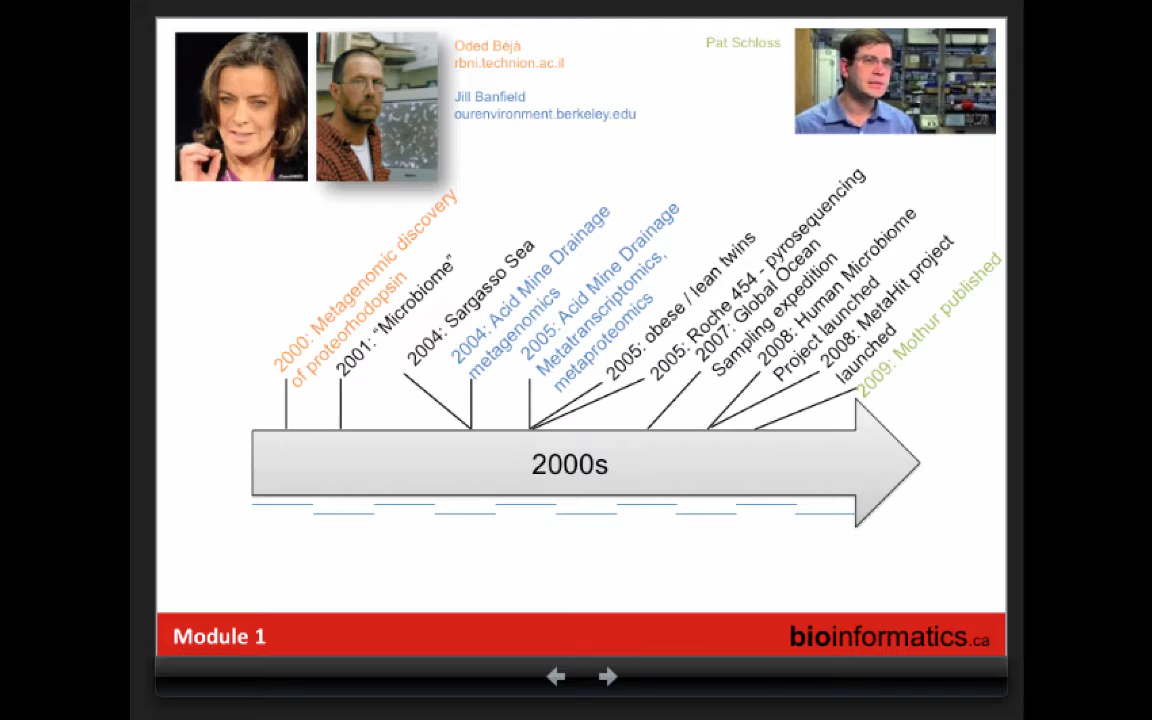 Oded Béjà
rbni.technion.ac.il
Jill Banfield
ourenvironment.berkeley.edu
Pat Schloss
2000: Metagenomic discovery
of proteorhodopsin
2001: “Microbiome”
2004: Sargasso Sea
2004: Acid Mine Drainage
metagenomics
2005: Acid Mine Drainage
Metatranscriptomics,
metaproteomics
2005: obese / lean twins
2005: Roche 454 - pyrosequencing
2007: Global Ocean
Sampling expedition
2008: Human Microbiome
Project launched
2008: MetaHit project
launched
2009: Mothur published
2000s
Module 1
bioinformatics.ca